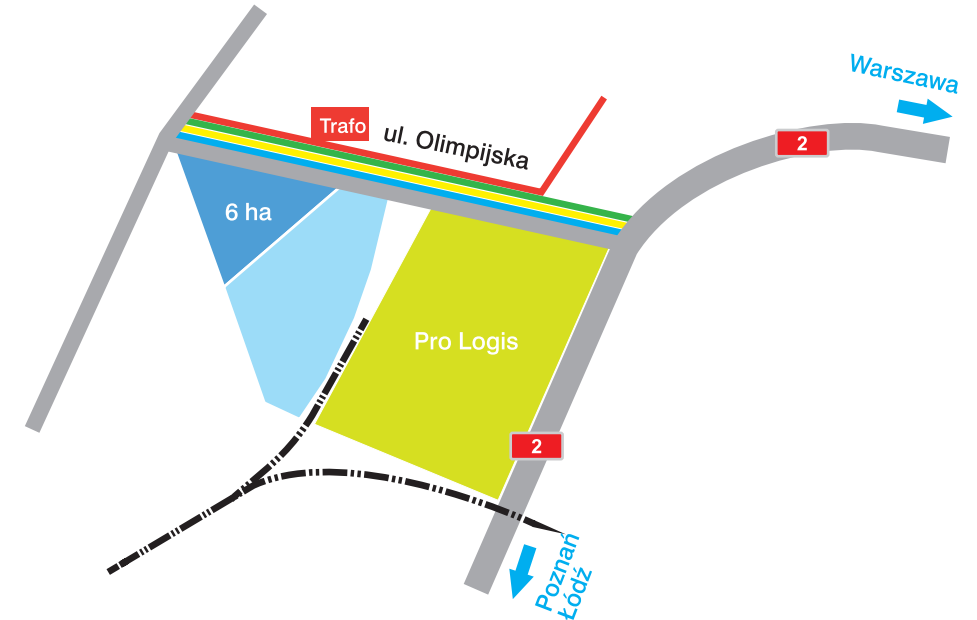 Warszawa
2
Trafo
ul. Olimpijska
6 ha
Pro Logis
2
Poznań
Łódź